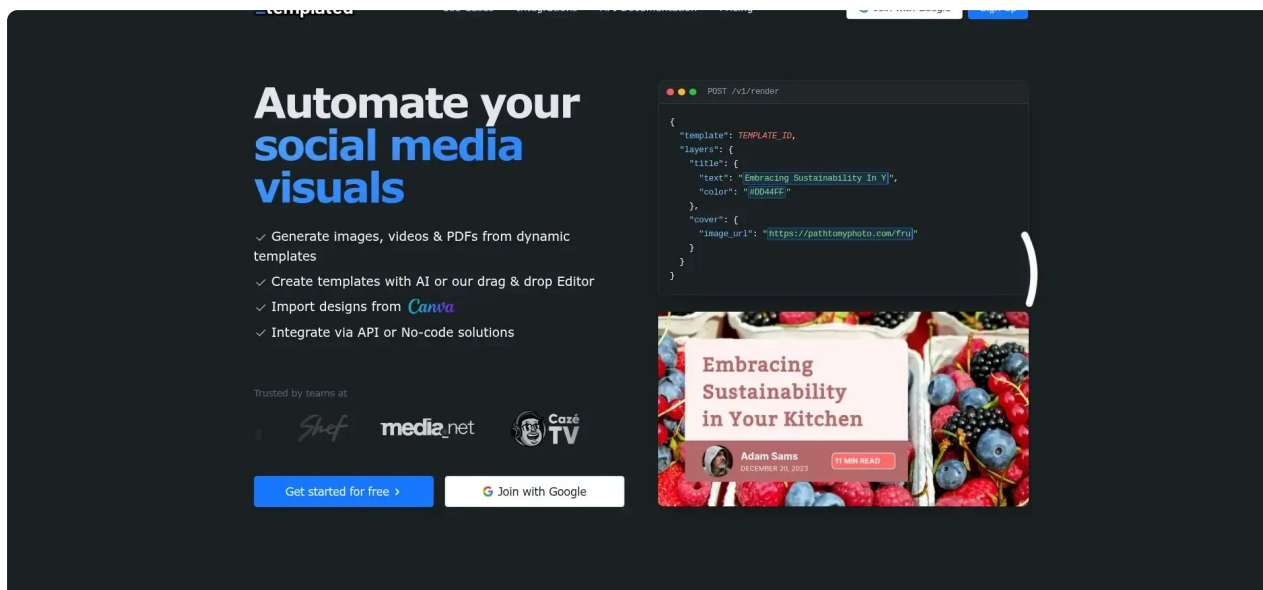 templated
Automate your
social media
visuals
✓ Generate images, videos & PDFs from dynamic
templates
✓ Create templates with AI or our drag & drop Editor
✓ Import designs from Canva
✓ Integrate via API or No-code solutions
Trusted by teams at
Shef
media_net
Cazé
TV
Get started for free ›
Join with Google
POST /v1/render
{
"template": TEMPLATE_ID,
"layers": {
"title": {
"text": "Embracing Sustainability In Y",
"color": "#DD44FF"
},
"cover": {
"image_url": "https://pathtomyphoto.com/fru"
}
}
}
Embracing
Sustainability
in Your Kitchen
Adam Sams
DECEMBER 20, 2023
11 MIN READ